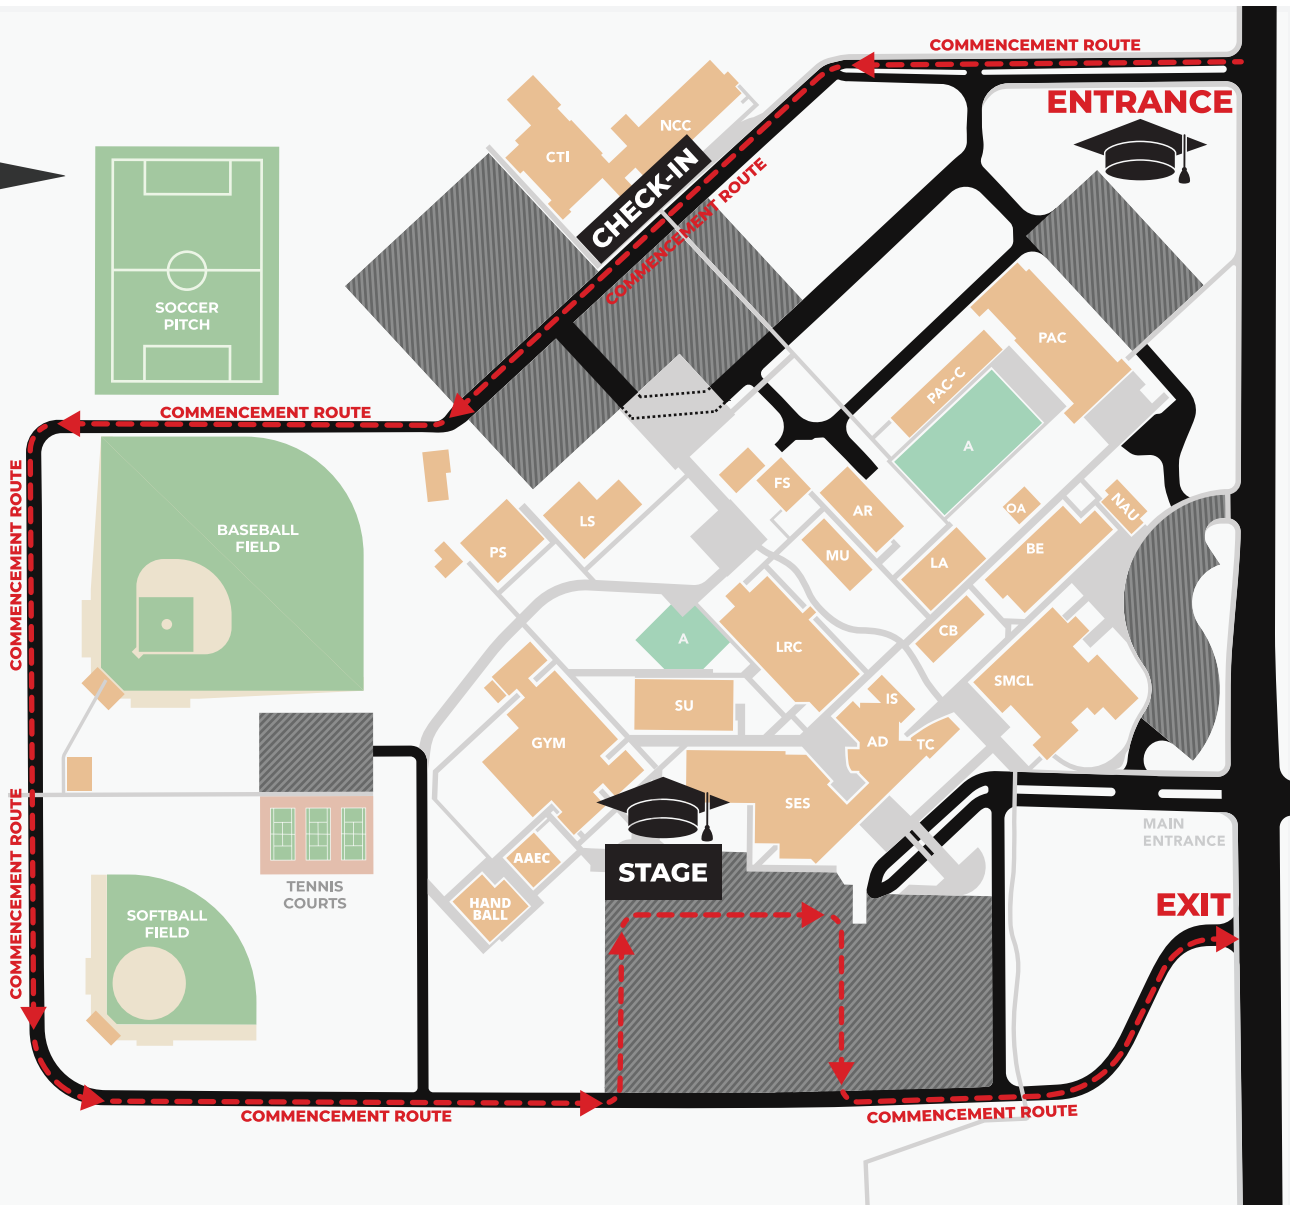 COMMENCEMENT ROUTE
ENTRANCE
NCC
CTI
CHECK-IN
COMMENCEMENT ROUTE
SOCCER
PITCH
PAC
PAC-C
A
COMMENCEMENT ROUTE
COMMENCEMENT ROUTE
BASEBALL
FIELD
FS
AR
OA
NAU
LS
PS
MU
LA
BE
CB
A
LRC
SMCL
SU
IS
AD
TC
GYM
SES
COMMENCEMENT ROUTE
MAIN
ENTRANCE
AAEC
STAGE
HAND
BALL
TENNIS
COURTS
SOFTBALL
FIELD
EXIT
COMMENCEMENT ROUTE
COMMENCEMENT ROUTE